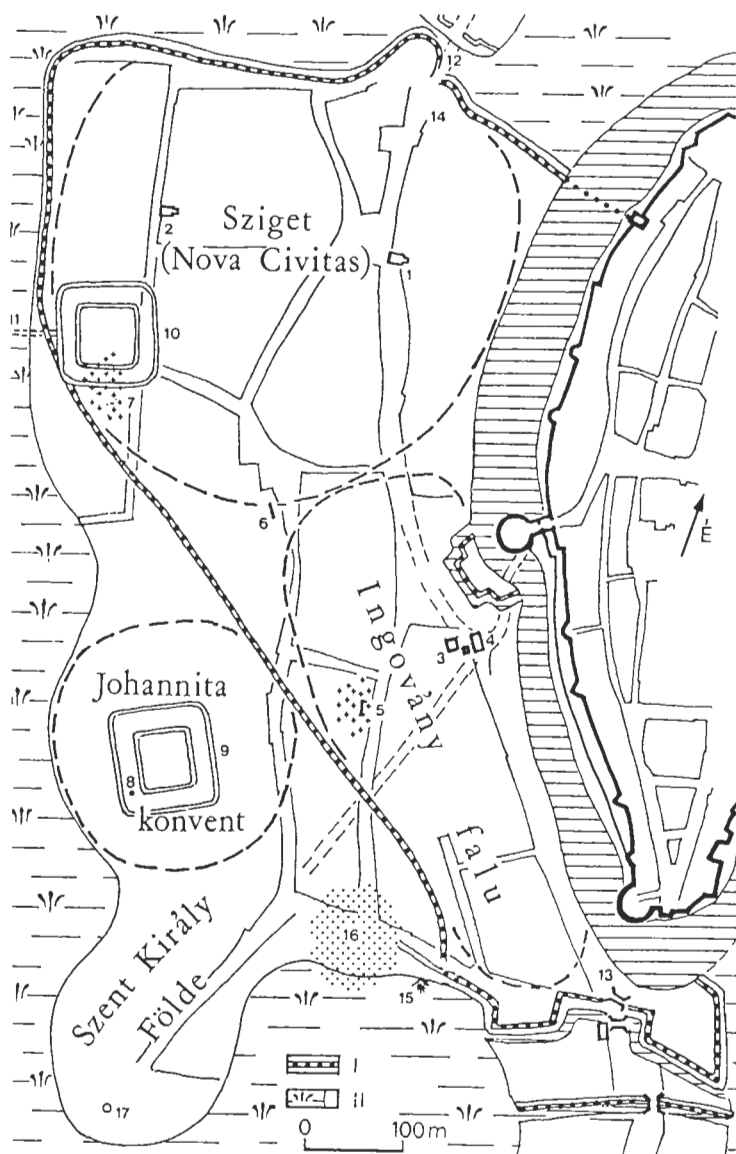 12
14
Sziget
(Nova Civitas)
2
1
11
10
7
6
É
Ingovány
3
4
5
Johannita
8
9
konvent
falu
16
Szent Király
Földe
15
13
I
II
17
0 100 m